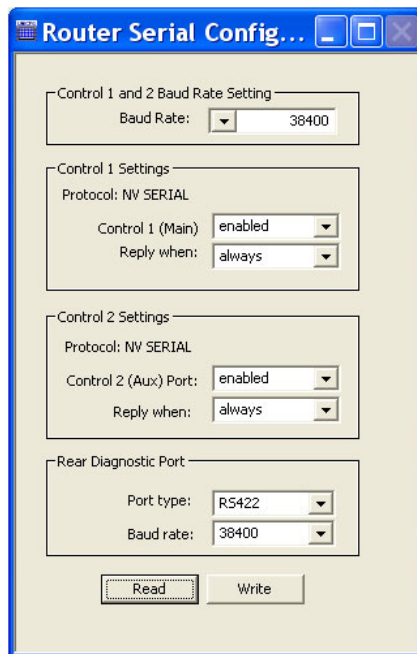 Router Serial Config...
Control 1 and 2 Baud Rate Setting
Baud Rate: 38400
Control 1 Settings
Protocol: NV SERIAL
Control 1 (Main) enabled
Reply when: always
Control 2 Settings
Protocol: NV SERIAL
Control 2 (Aux) Port: enabled
Reply when: always
Rear Diagnostic Port
Port type: RS422
Baud rate: 38400
Read Write